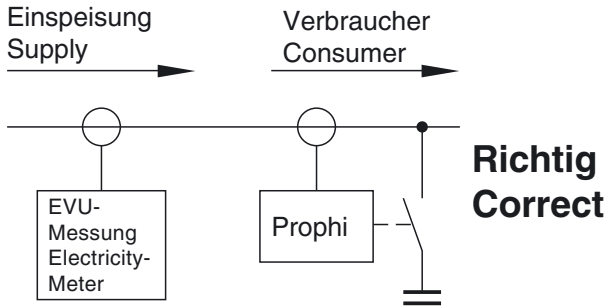 Einspeisung
Supply
Verbraucher
Consumer
Richtig
Correct
EVU-
Messung
Electricity-
Meter
Prophi